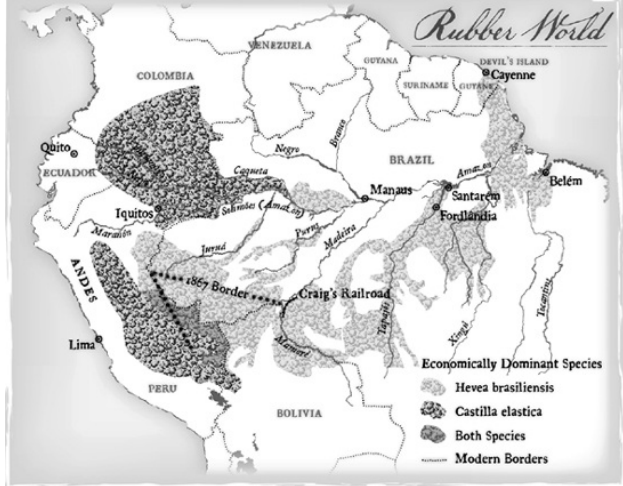 Rubber World
VENEZUELA
GUYANA
DEVIL'S ISLAND
Cayenne
COLOMBIA
SURINAME
GUYANE
Quito
ECUADOR
Negro
Branco
BRAZIL
Caqueta
Amazon
Manaus
Santarém
Belém
Iquitos
Solimões (Amazon)
Fordlândia
Marañón
Purus
Madeira
Juruá
ANDES
1867 Border
Craig's Railroad
Tapajós
Xingú
Tocantins
Lima
Mamoré
PERU
BOLIVIA
Economically Dominant Species
Hevea brasiliensis
Castilla elastica
Both Species
Modern Borders